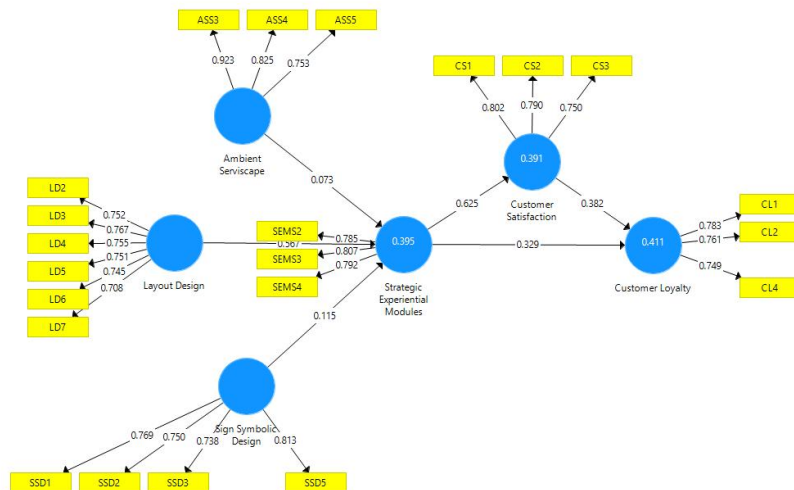 ASS3
ASS4
ASS5
0.923
0.825
0.753
Ambient
Serviscape
CS1
CS2
CS3
0.802
0.790
0.750
0.391
Customer
Satisfaction
0.073
0.625
0.382
LD2
LD3
LD4
LD5
LD6
LD7
0.752
0.767
0.755
0.751
0.745
0.708
Layout Design
0.567
SEMS2
SEMS3
SEMS4
0.785
0.807
0.792
0.395
Strategic
Experiential
Modules
0.329
0.411
Customer Loyalty
0.783
0.761
0.749
CL1
CL2
CL4
0.115
Sign Symbolic
Design
0.769
0.750
0.738
0.813
SSD1
SSD2
SSD3
SSD5